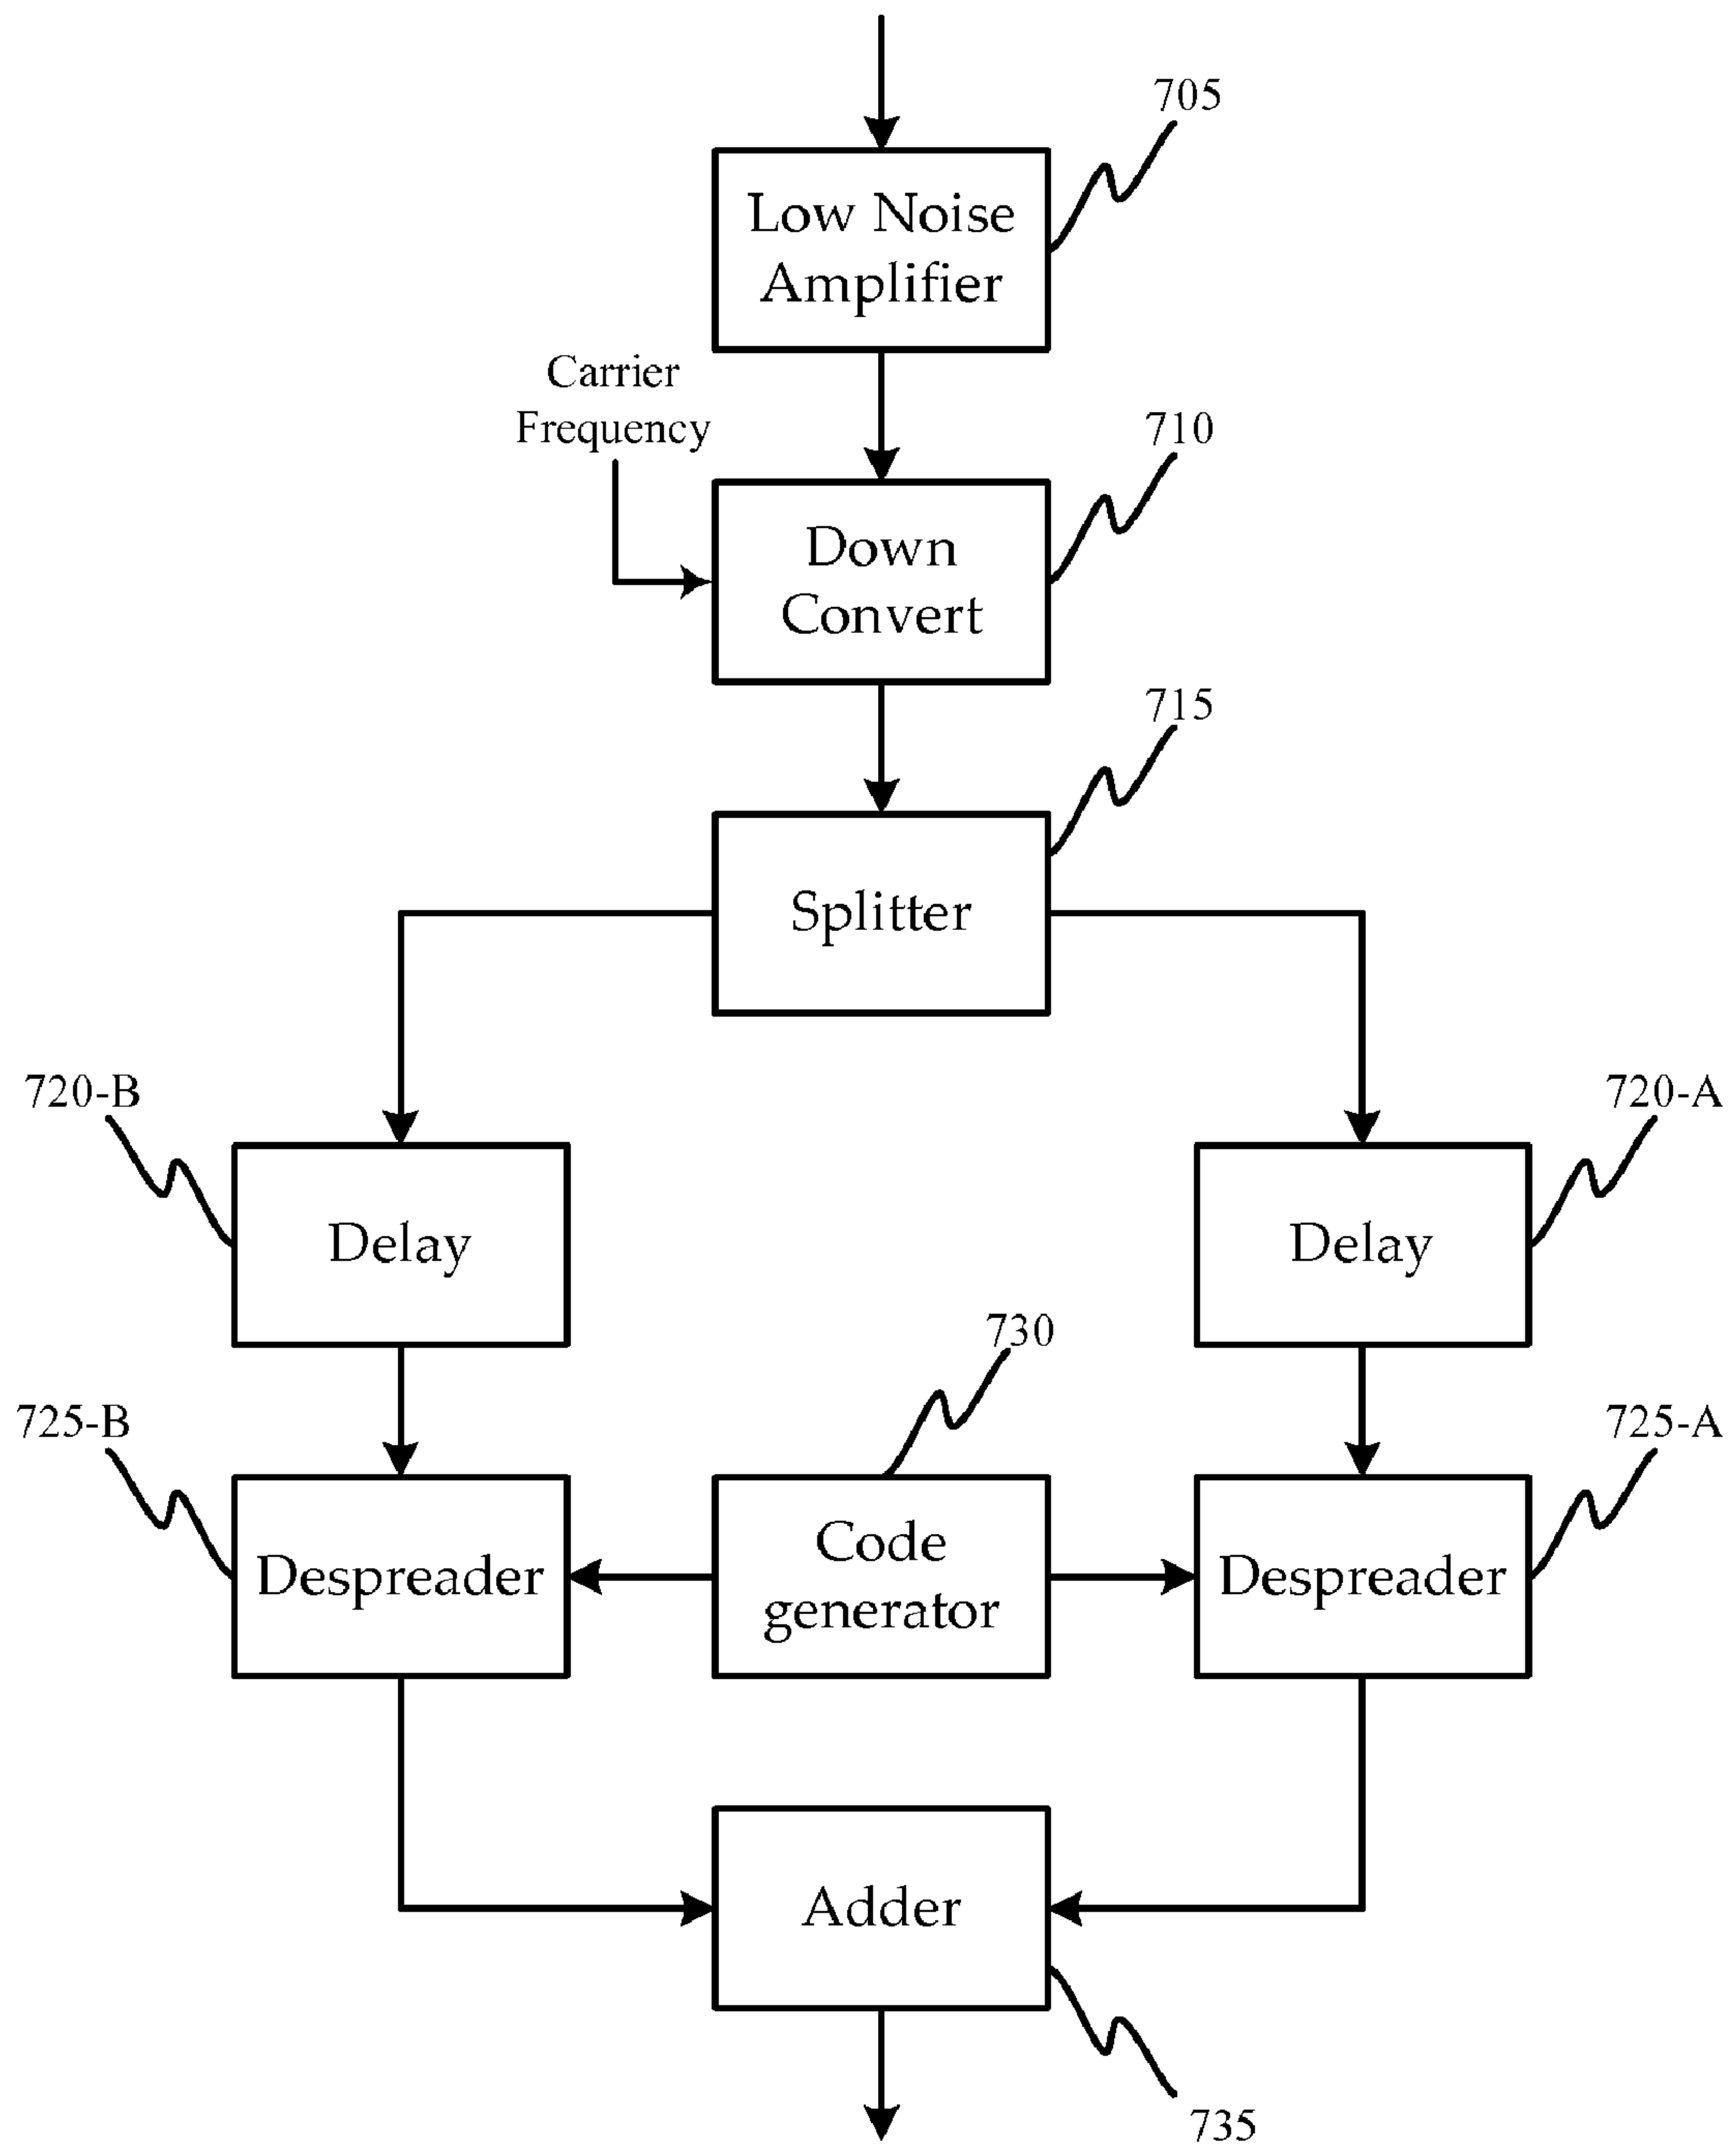 705
Low Noise
Amplifier
Carrier
Frequency
710
Down
Convert
715
Splitter
720-B
720-A
Delay
Delay
730
725-B
725-A
Despreader
Code
generator
Despreader
Adder
735